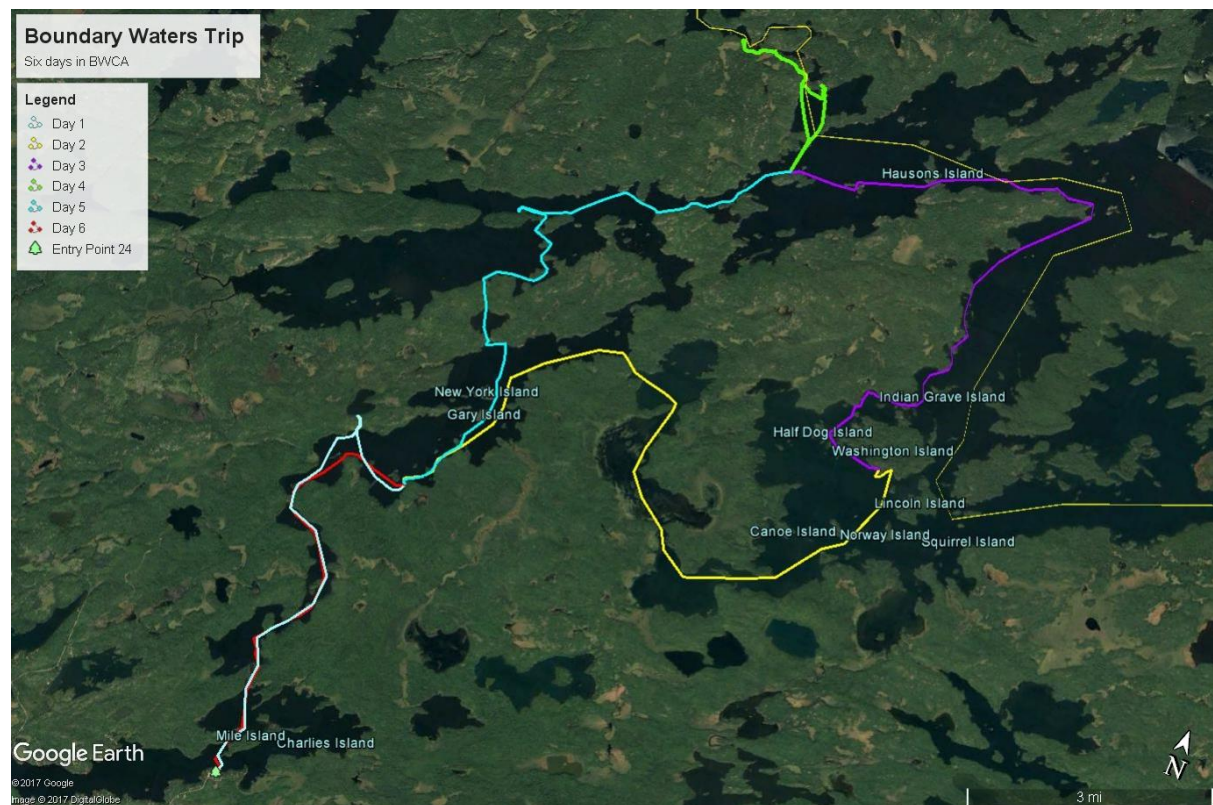 Boundary Waters Trip
Six days in BWCA
Legend
Day 1
Day 2
Day 3
Day 4
Day 5
Day 6
Entry Point 24
Hausons Island
New York Island
Gary Island
Indian Grave Island
Half Dog Island
Washington Island
Lincoln Island
Canoe Island
Norway Island
Squirrel Island
Mile Island
Charlies Island
Google Earth
©2017 Google
Image © 2017 DigitalGlobe
N
3 mi